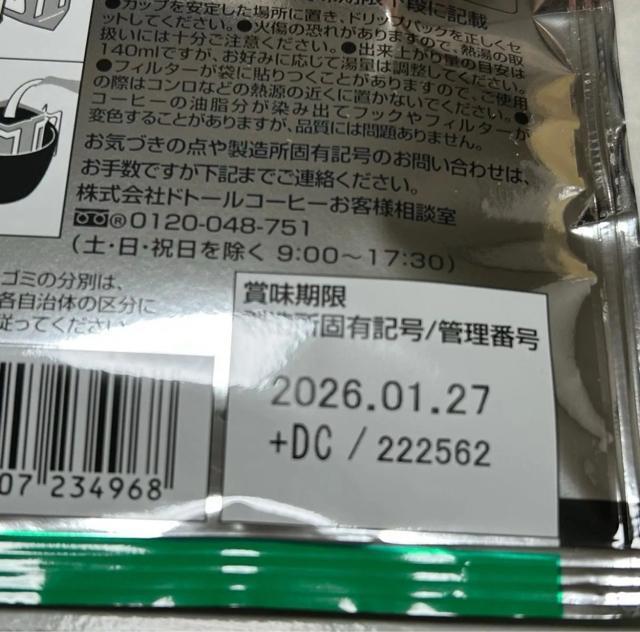 期限 下段に記載
●カップを安定した場所に置き、ドリップバックを正しくセ
ットしてください。●火傷の恐れがありますので、熱湯の取
扱いには十分ご注意ください。●出来上がり量の目安は
140mlですが、お好みに応じて湯量は調整してください。
●フィルターが袋に貼りつくことがありますので、ご使用
の際はコンロなどの熱源の近くに置かないでください。●
コーヒーの油脂分が染み出てフックやフィルターが
変色することがありますが、品質には問題ありません。
お気づきの点や製造所固有記号のお問い合わせは、
お手数ですが下記までご連絡ください。
株式会社ドトールコーヒーお客様相談室
®0120-048-751
(土・日・祝日を除く 9:00〜17:30)
ゴミの分別は、
各自治体の区分に
従ってください
賞味期限
製造所固有記号/管理番号
2026.01.27
+DC / 222562
07 234968